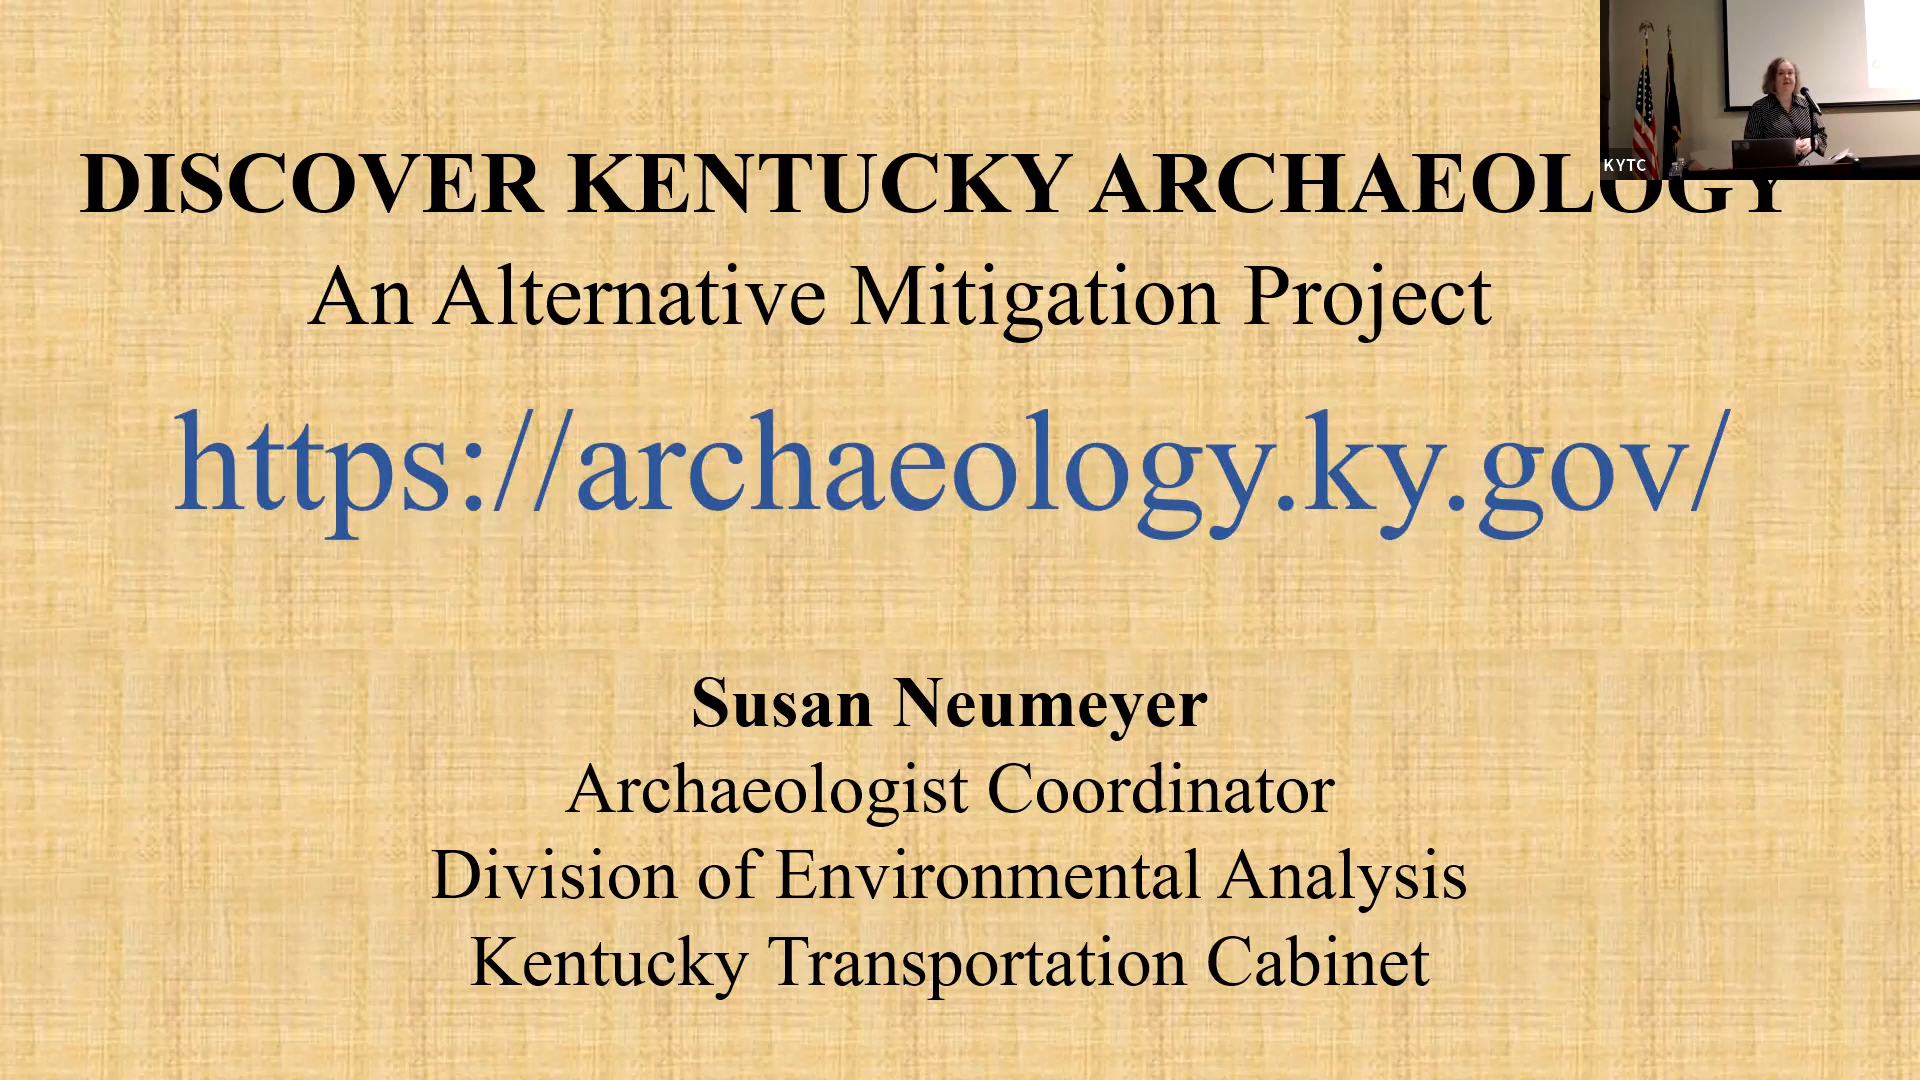 DISCOVER KENTUCKY ARCHAEOLOGY
An Alternative Mitigation Project
https://archaeology.ky.gov/
Susan Neumeyer
Archaeologist Coordinator
Division of Environmental Analysis
Kentucky Transportation Cabinet
KYTC